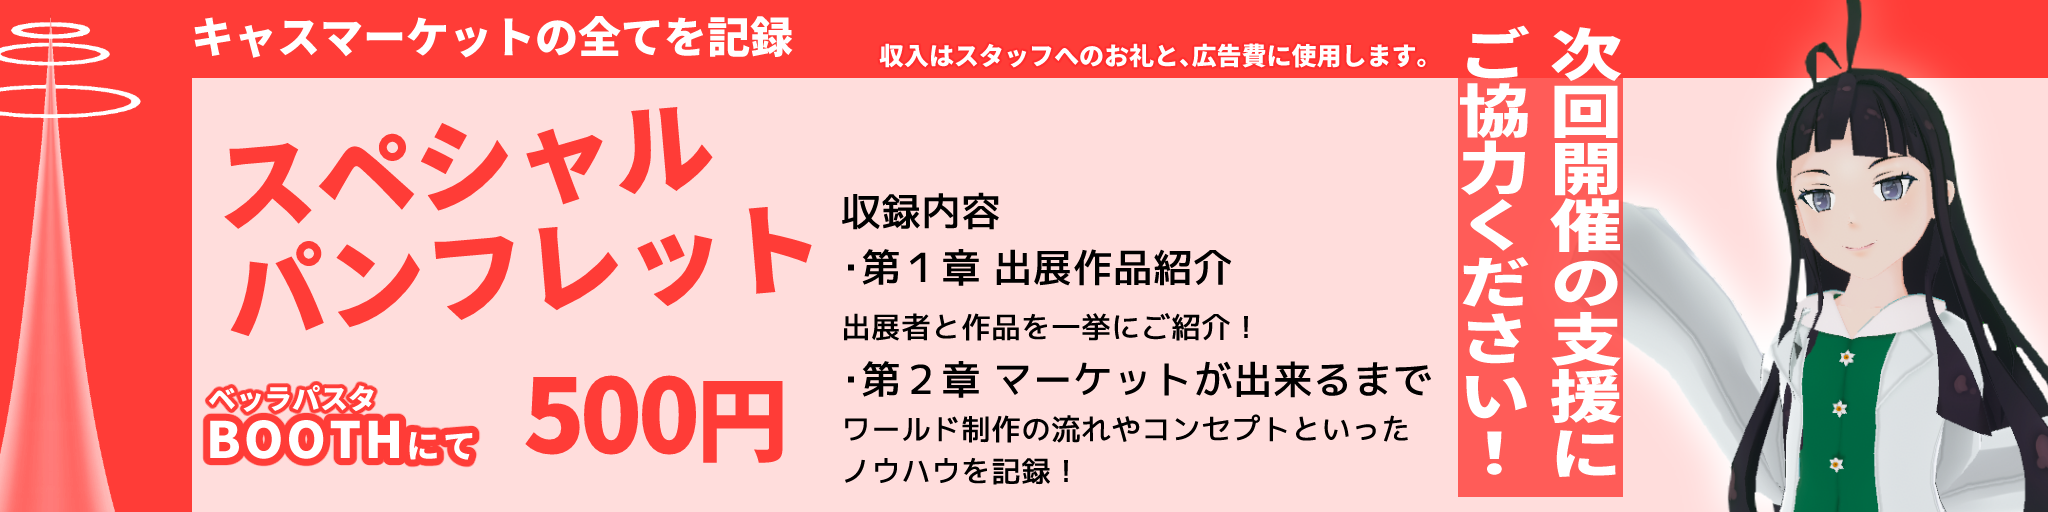 キャスマーケットの全てを記録
収入はスタッフへのお礼と、広告費に使用します。
スペシャル
パンフレット
ベッラパスタ
BOOTHにて
500円
収録内容
・第１章 出展作品紹介
出展者と作品を一挙にご紹介！
・第２章 マーケットが出来るまで
ワールド制作の流れやコンセプトといった
ノウハウを記録！
次回開催の支援に
ご協力ください！